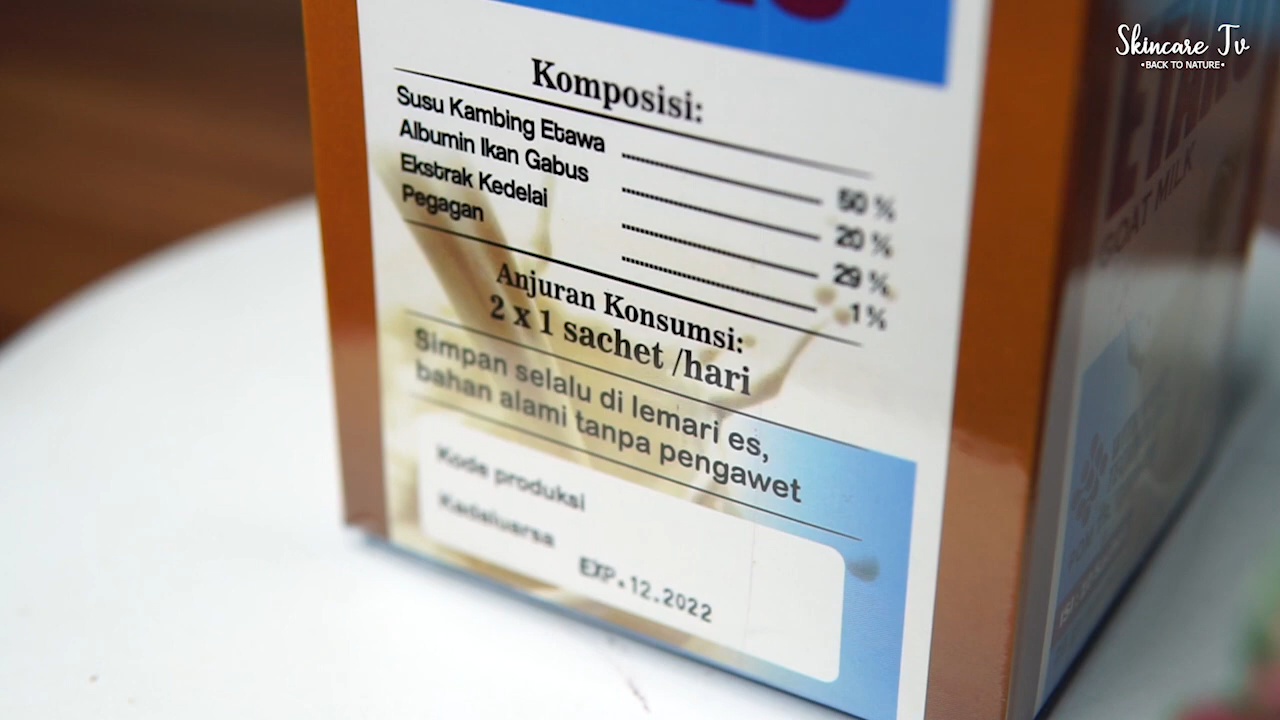 Skincare Tv
•BACK TO NATURE•
Komposisi:
Susu Kambing Etawa 50 %
Albumin Ikan Gabus 20 %
Ekstrak Kedelai 29 %
Pegagan 1 %
Anjuran Konsumsi:
2 x 1 sachet /hari
Simpan selalu di lemari es,
bahan alami tanpa pengawet
Kode produksi
Kadaluarsa
EXP.12.2022
GOAT MILK